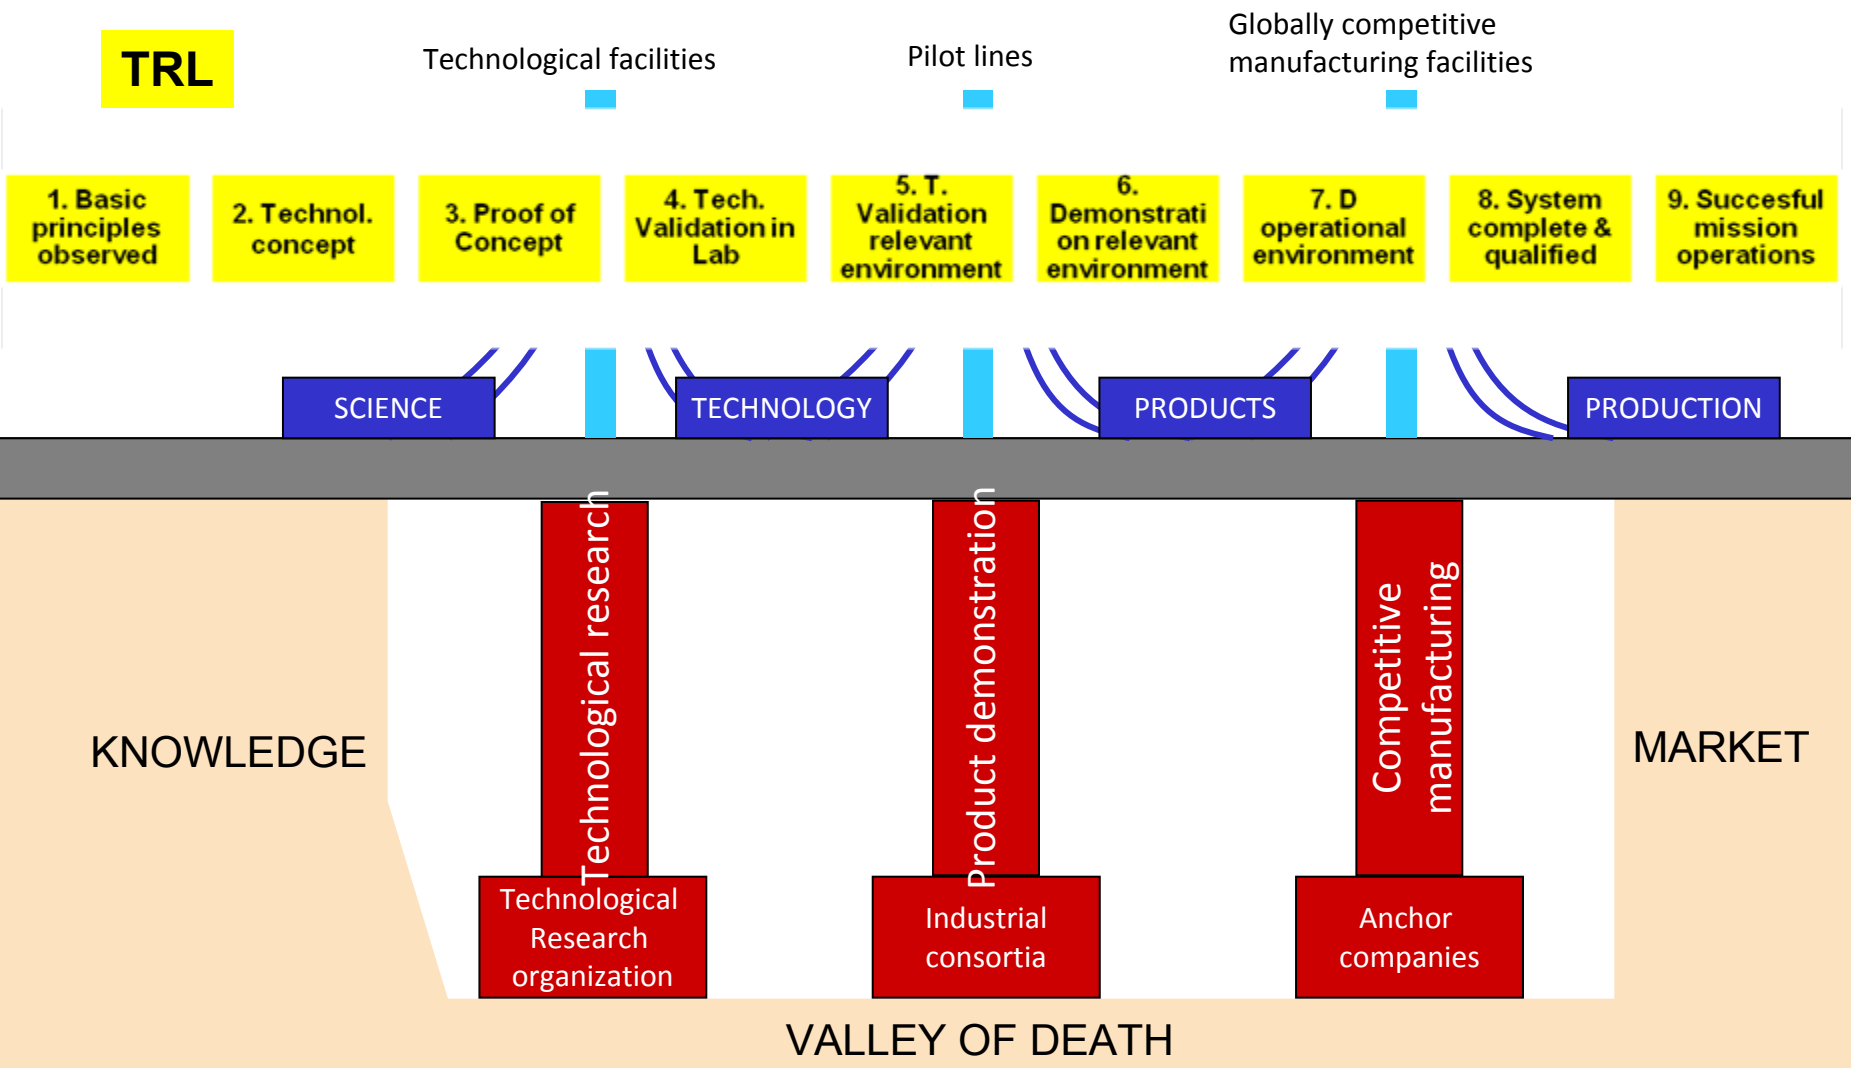 TRL
Technological facilities
Pilot lines
Globally competitive
manufacturing facilities
1. Basic
principles
observed
2. Technol.
concept
3. Proof of
Concept
4. Tech.
Validation in
Lab
5. T.
Validation
relevant
environment
6.
Demonstrati
on relevant
environment
7. D
operational
environment
8. System
complete &
qualified
9. Succesful
mission
operations
SCIENCE
TECHNOLOGY
PRODUCTS
PRODUCTION
Technological research
Product demonstration
Competitive
manufacturing
KNOWLEDGE
MARKET
Technological
Research
organization
Industrial
consortia
Anchor
companies
VALLEY OF DEATH